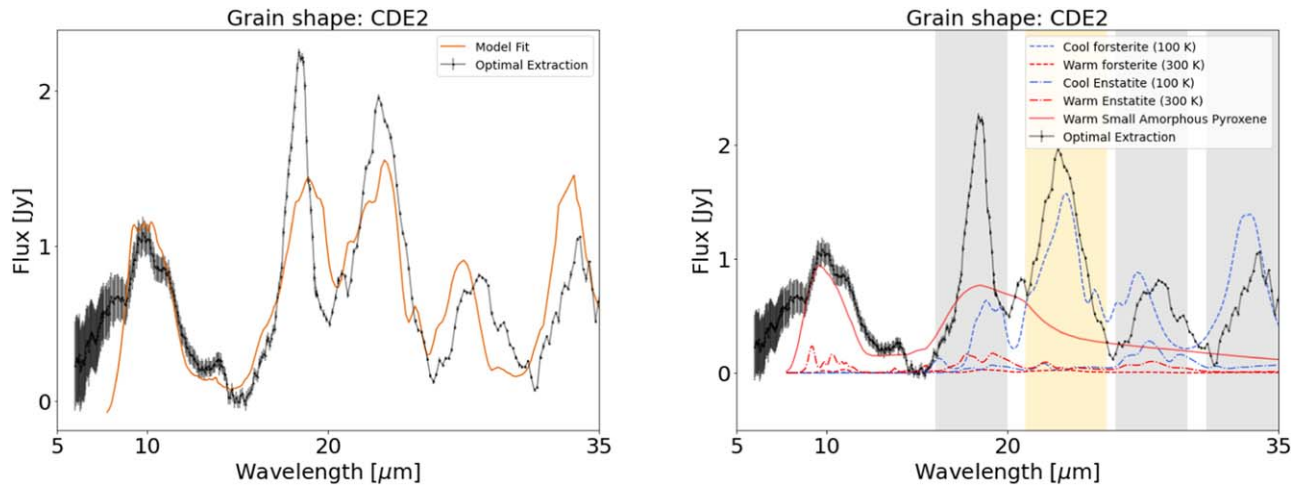 Grain shape: CDE2
Model Fit
Optimal Extraction
Flux [Jy]
2
1
0
5
10
20
35
Wavelength [μm]
Grain shape: CDE2
Cool forsterite (100 K)
Warm forsterite (300 K)
Cool Enstatite (100 K)
Warm Enstatite (300 K)
Warm Small Amorphous Pyroxene
Optimal Extraction
Flux [Jy]
2
1
0
5
10
20
35
Wavelength [μm]